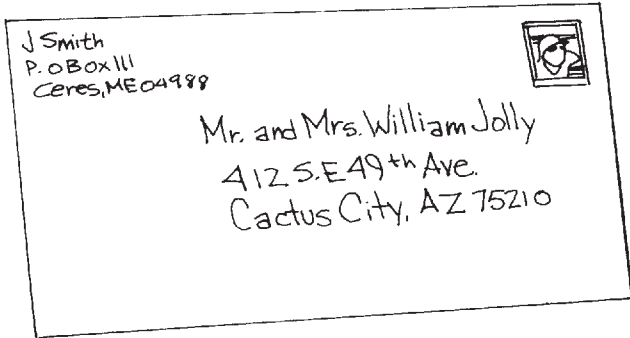 J Smith
P.O Box 111
Ceres, ME 04988
Mr. and Mrs. William Jolly
412 S.E 49th Ave.
Cactus City, AZ 75210